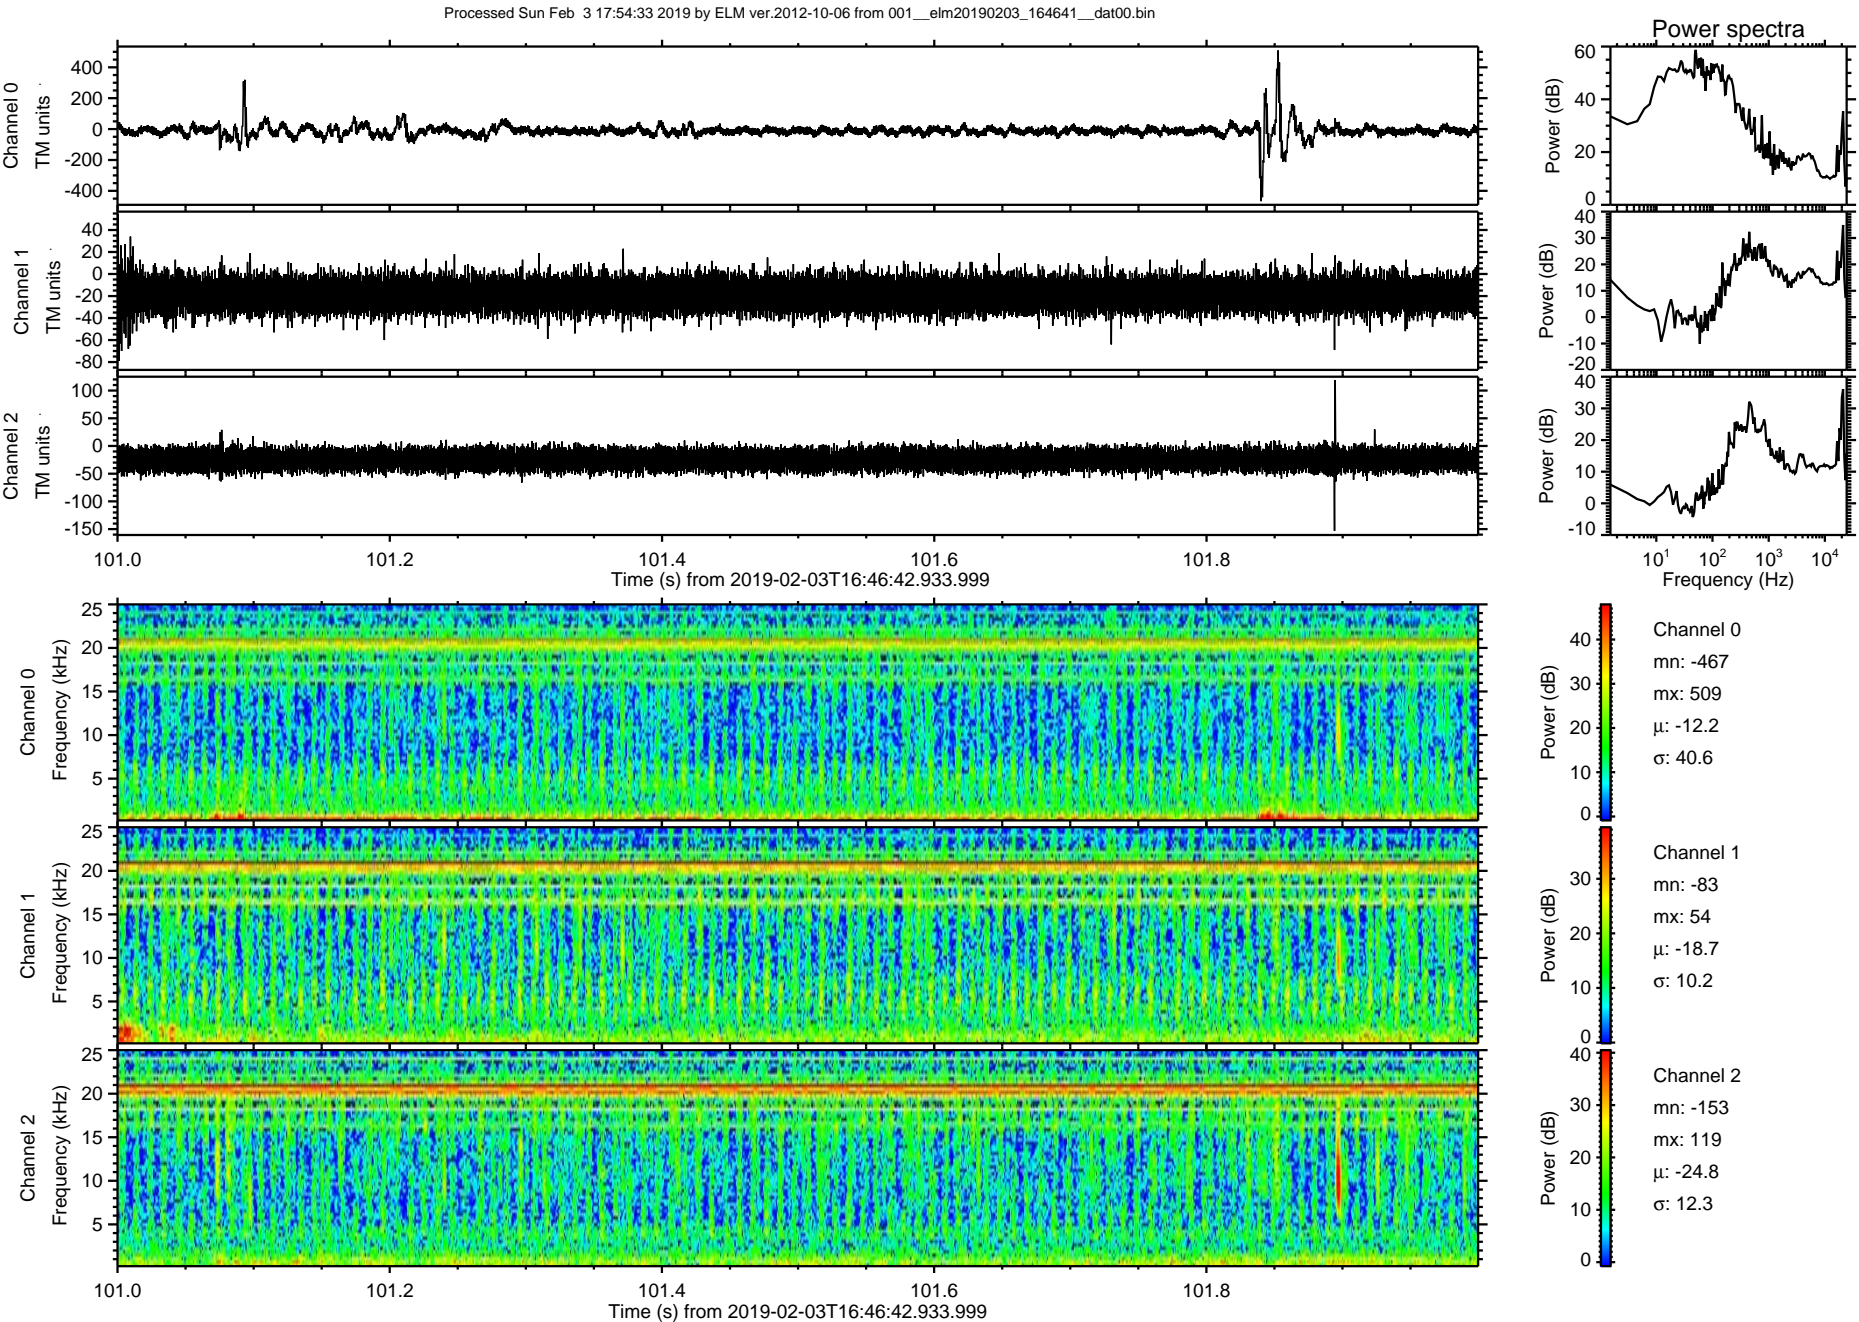 Processed Sun Feb  3 17:54:33 2019 by ELM ver.2012-10-06 from 001__elm20190203_164641__dat00.bin
Power spectra
Channel 0
TM units
400
200
0
-200
-400
Power (dB)
60
40
20
0
Channel 1
TM units
40
20
0
-20
-40
-60
-80
Power (dB)
40
30
20
10
0
-10
-20
Channel 2
TM units
100
50
0
-50
-100
-150
Power (dB)
40
30
20
10
0
-10
101.0
101.2
101.4
101.6
101.8
Time (s) from 2019-02-03T16:46:42.933.999
10¹
10²
10³
10⁴
Frequency (Hz)
Channel 0
Frequency (kHz)
25
20
15
10
5
Power (dB)
40
30
20
10
0
Channel 0
mn: -467
mx: 509
μ: -12.2
σ: 40.6
Channel 1
Frequency (kHz)
25
20
15
10
5
Power (dB)
30
20
10
0
Channel 1
mn: -83
mx: 54
μ: -18.7
σ: 10.2
Channel 2
Frequency (kHz)
25
20
15
10
5
Power (dB)
40
30
20
10
0
Channel 2
mn: -153
mx: 119
μ: -24.8
σ: 12.3
101.0
101.2
101.4
101.6
101.8
Time (s) from 2019-02-03T16:46:42.933.999